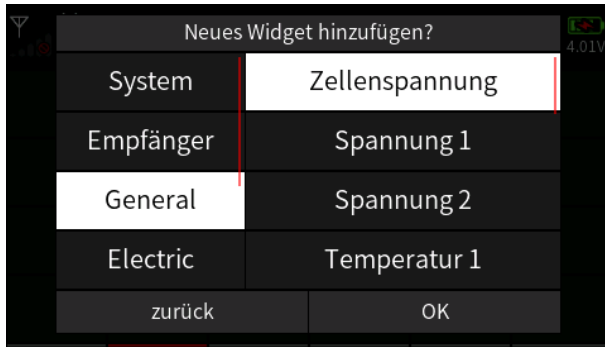 Neues Widget hinzufügen?
4.01V
System
Zellenspannung
Empfänger
Spannung 1
General
Spannung 2
Electric
Temperatur 1
zurück
OK